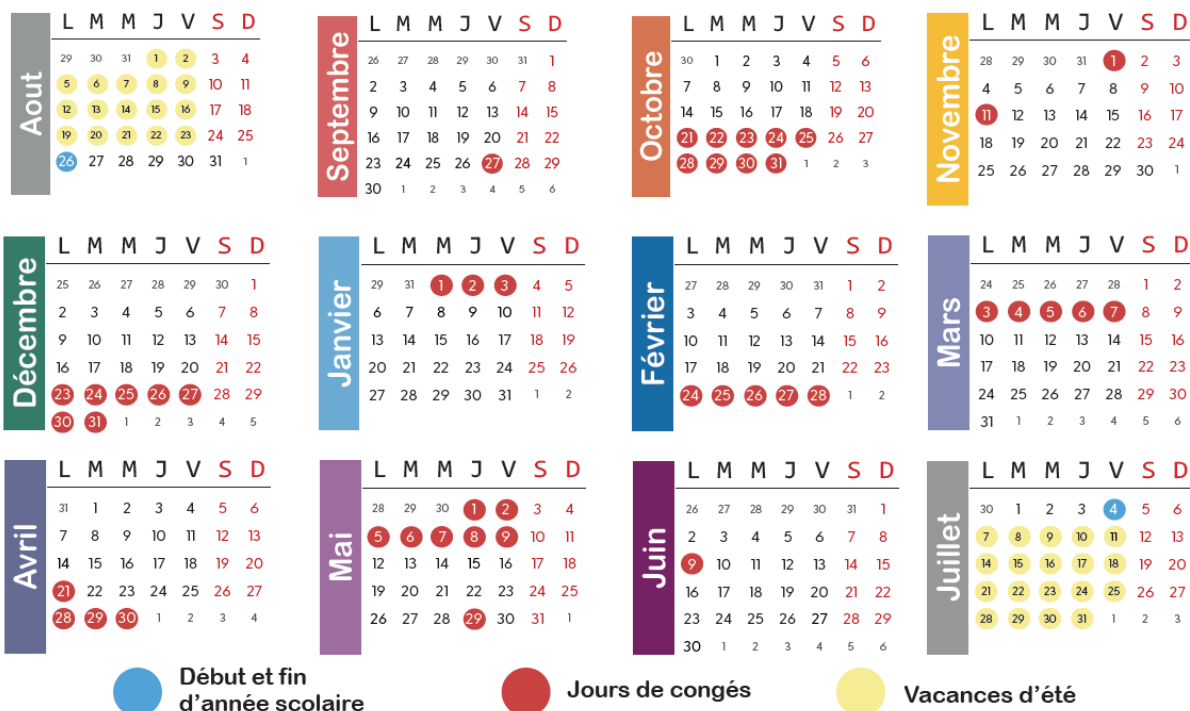 Aout
L M M J V S D
29 30 31 1 2 3 4
5 6 7 8 9 10 11
12 13 14 15 16 17 18
19 20 21 22 23 24 25
26 27 28 29 30 31 1
Septembre
L M M J V S D
26 27 28 29 30 31 1
2 3 4 5 6 7 8
9 10 11 12 13 14 15
16 17 18 19 20 21 22
23 24 25 26 27 28 29
30 1 2 3 4 5 6
Octobre
L M M J V S D
30 1 2 3 4 5 6
7 8 9 10 11 12 13
14 15 16 17 18 19 20
21 22 23 24 25 26 27
28 29 30 31 1 2 3
Novembre
L M M J V S D
28 29 30 31 1 2 3
4 5 6 7 8 9 10
11 12 13 14 15 16 17
18 19 20 21 22 23 24
25 26 27 28 29 30 1
Décembre
L M M J V S D
25 26 27 28 29 30 1
2 3 4 5 6 7 8
9 10 11 12 13 14 15
16 17 18 19 20 21 22
23 24 25 26 27 28 29
30 31 1 2 3 4 5
Janvier
L M M J V S D
29 31 1 2 3 4 5
6 7 8 9 10 11 12
13 14 15 16 17 18 19
20 21 22 23 24 25 26
27 28 29 30 31 1 2
Février
L M M J V S D
27 28 29 30 31 1 2
3 4 5 6 7 8 9
10 11 12 13 14 15 16
17 18 19 20 21 22 23
24 25 26 27 28 1 2
Mars
L M M J V S D
24 25 26 27 28 1 2
3 4 5 6 7 8 9
10 11 12 13 14 15 16
17 18 19 20 21 22 23
24 25 26 27 28 29 30
31 1 2 3 4 5 6
Avril
L M M J V S D
31 1 2 3 4 5 6
7 8 9 10 11 12 13
14 15 16 17 18 19 20
21 22 23 24 25 26 27
28 29 30 1 2 3 4
Mai
L M M J V S D
28 29 30 1 2 3 4
5 6 7 8 9 10 11
12 13 14 15 16 17 18
19 20 21 22 23 24 25
26 27 28 29 30 31 1
Juin
L M M J V S D
26 27 28 29 30 31 1
2 3 4 5 6 7 8
9 10 11 12 13 14 15
16 17 18 19 20 21 22
23 24 25 26 27 28 29
30 1 2 3 4 5 6
Juillet
L M M J V S D
30 1 2 3 4 5 6
7 8 9 10 11 12 13
14 15 16 17 18 19 20
21 22 23 24 25 26 27
28 29 30 31 1 2 3
Début et fin
d'année scolaire
Jours de congés
Vacances d'été